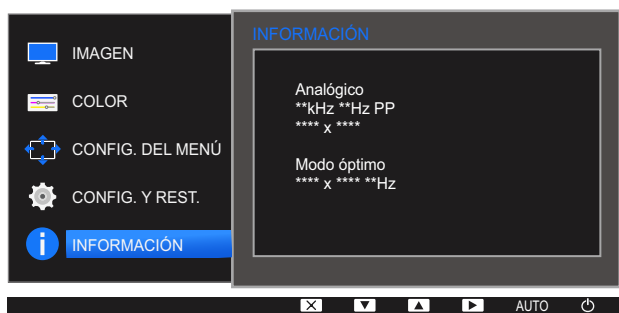 IMAGEN
COLOR
CONFIG. DEL MENÚ
CONFIG. Y REST.
INFORMACIÓN
INFORMACIÓN
Analógico
**kHz **Hz PP
**** x ****
Modo óptimo
**** x **** **Hz
AUTO